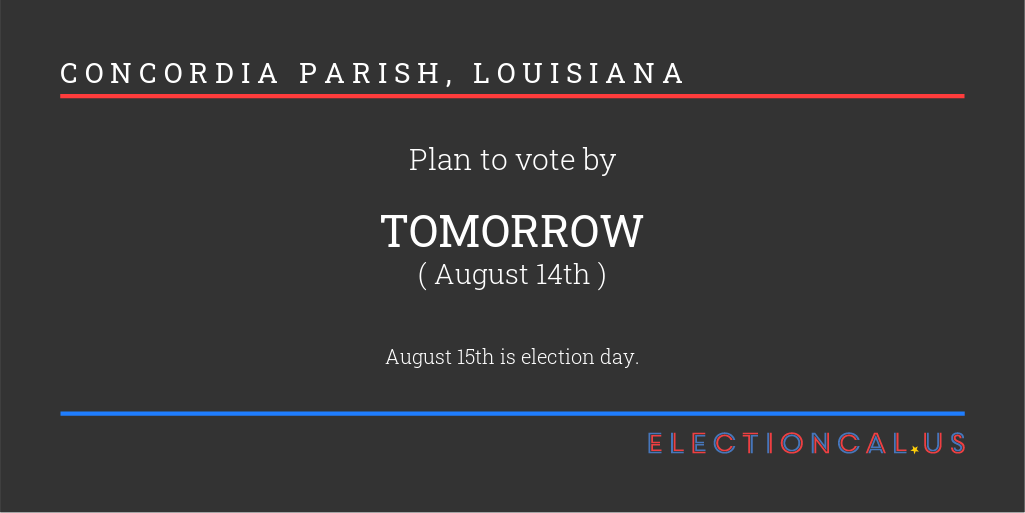 CONCORDIA PARISH, LOUISIANA
Plan to vote by
TOMORROW
( August 14th )
August 15th is election day.
ELECTIONCAL.US